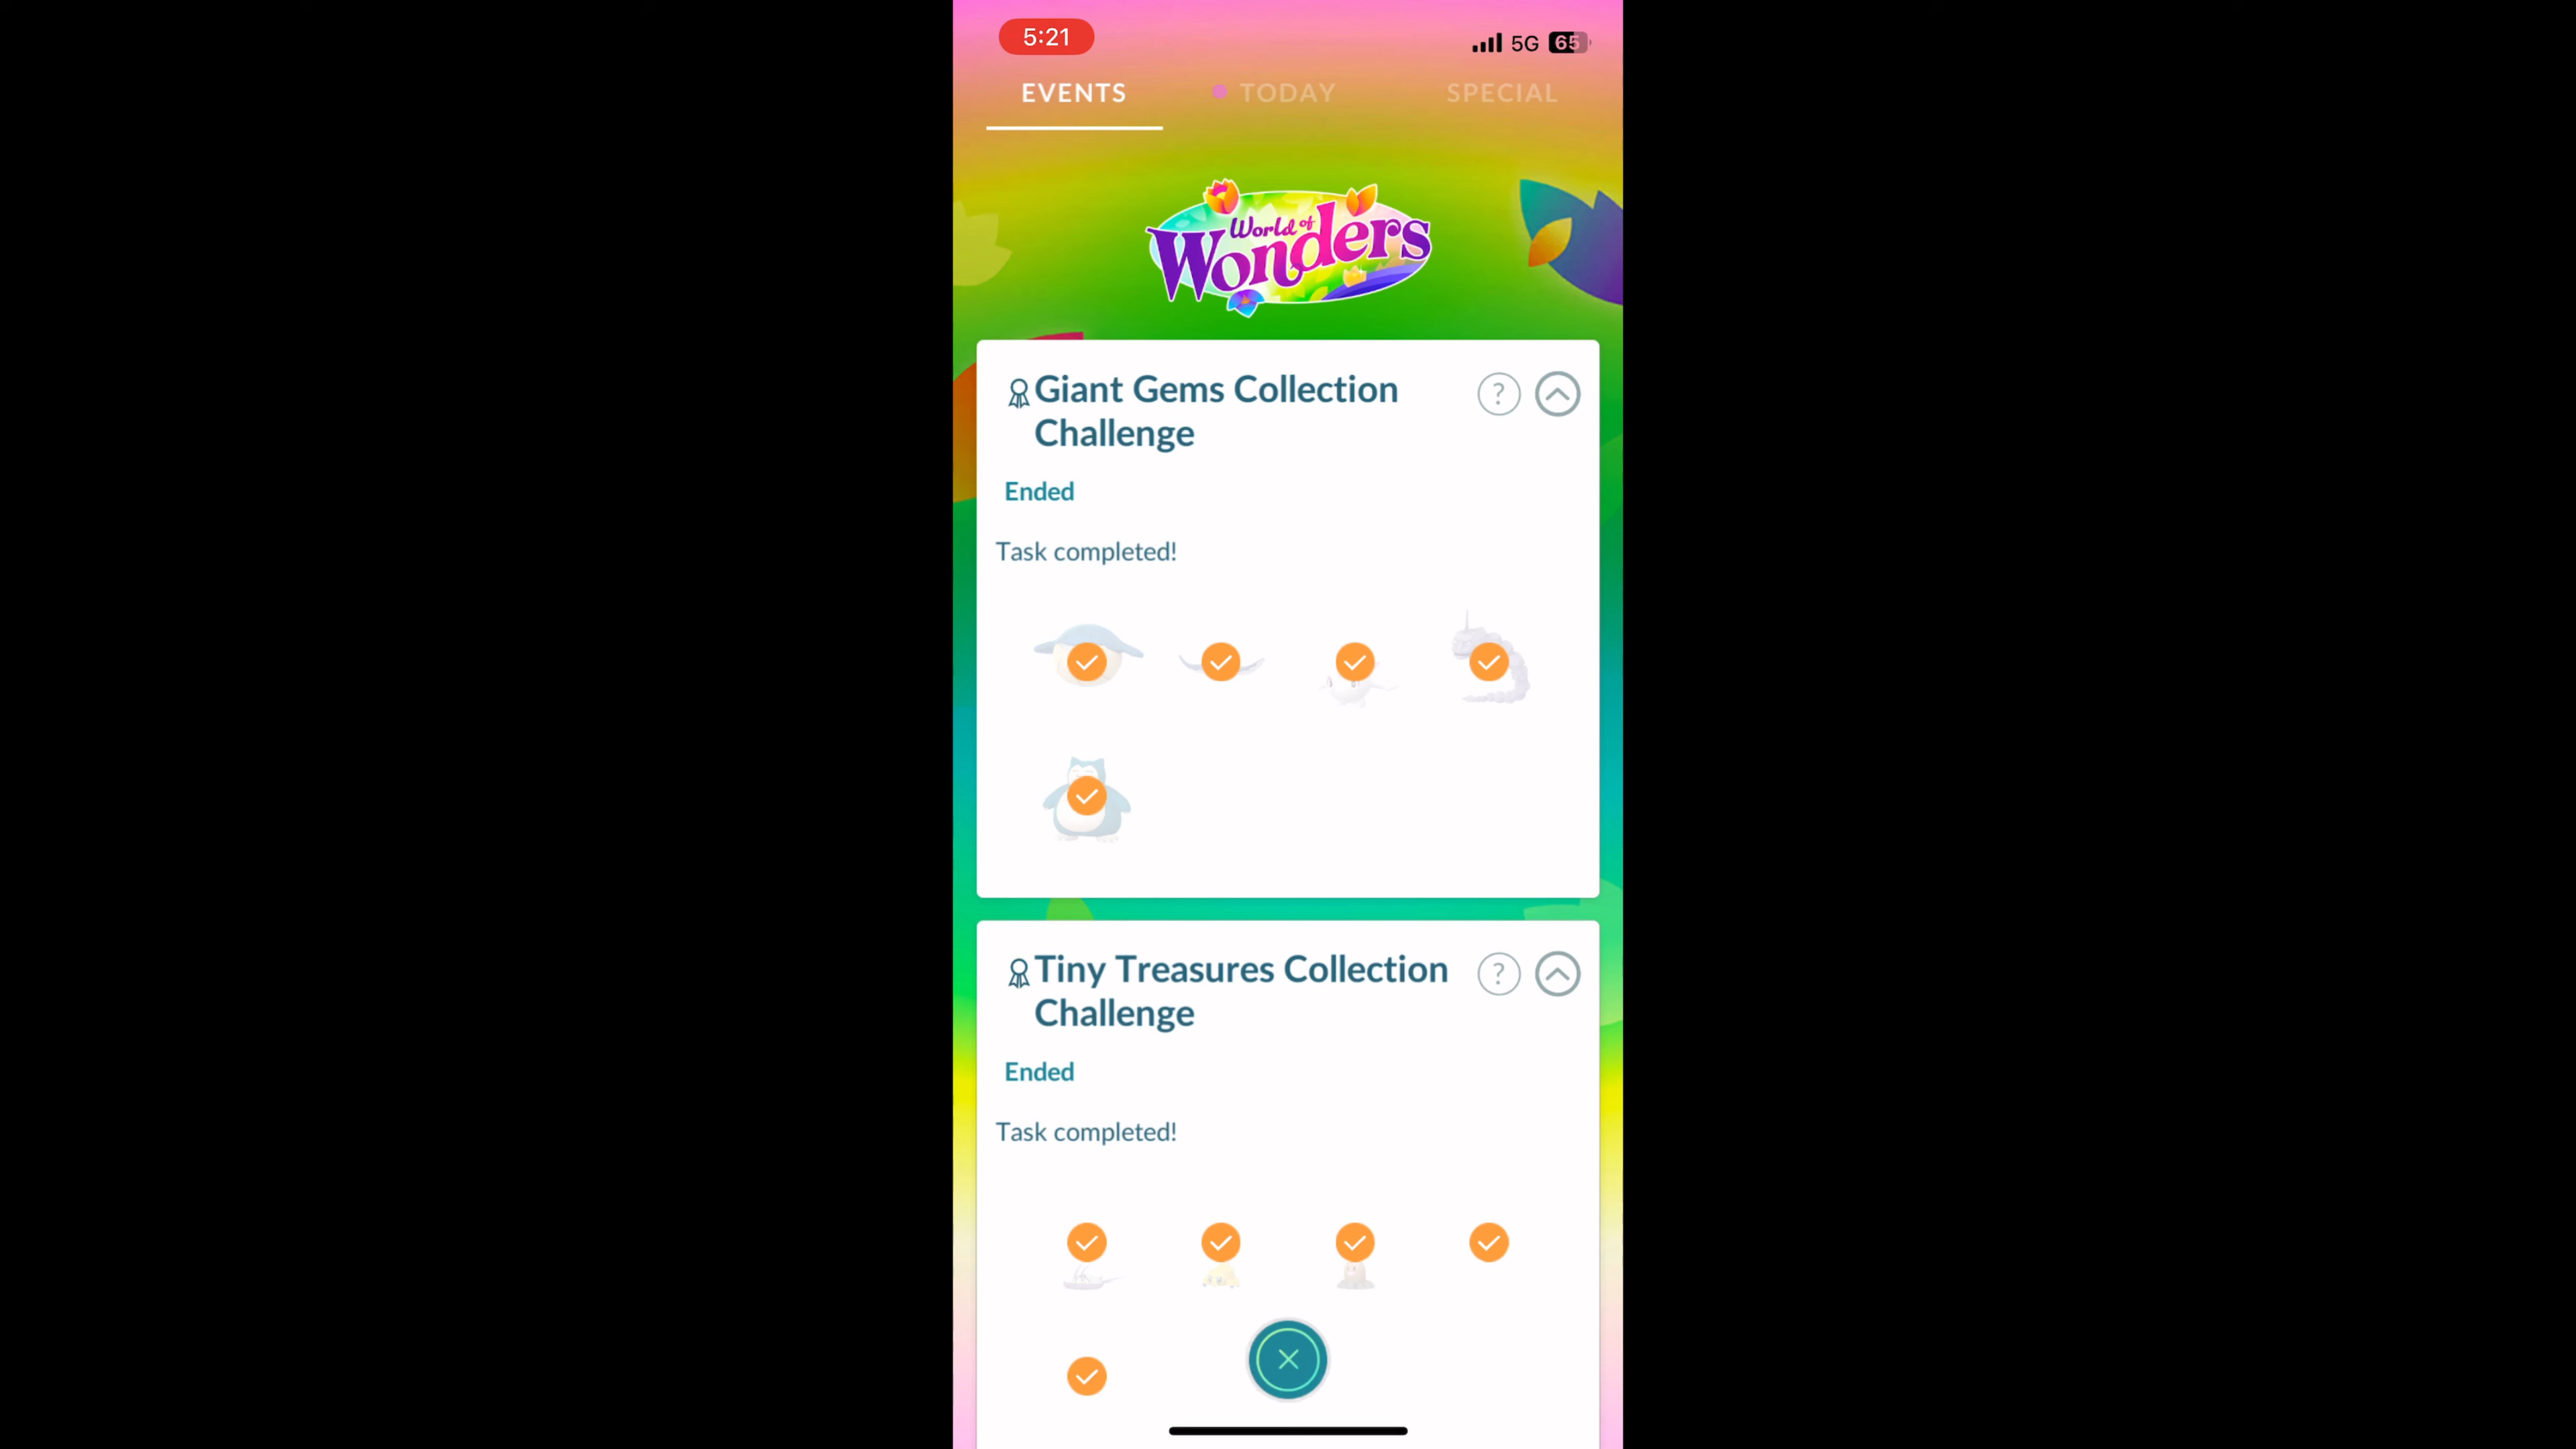 5:21
5G 65
EVENTS
TODAY
SPECIAL
World of
Wonders
Giant Gems Collection
Challenge
?
Ended
Task completed!
Tiny Treasures Collection
Challenge
?
Ended
Task completed!